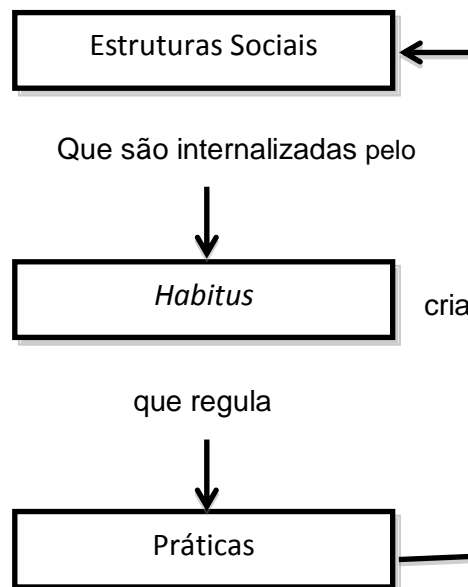 Estruturas Sociais
Que são internalizadas pelo
Habitus
cria
que regula
Práticas